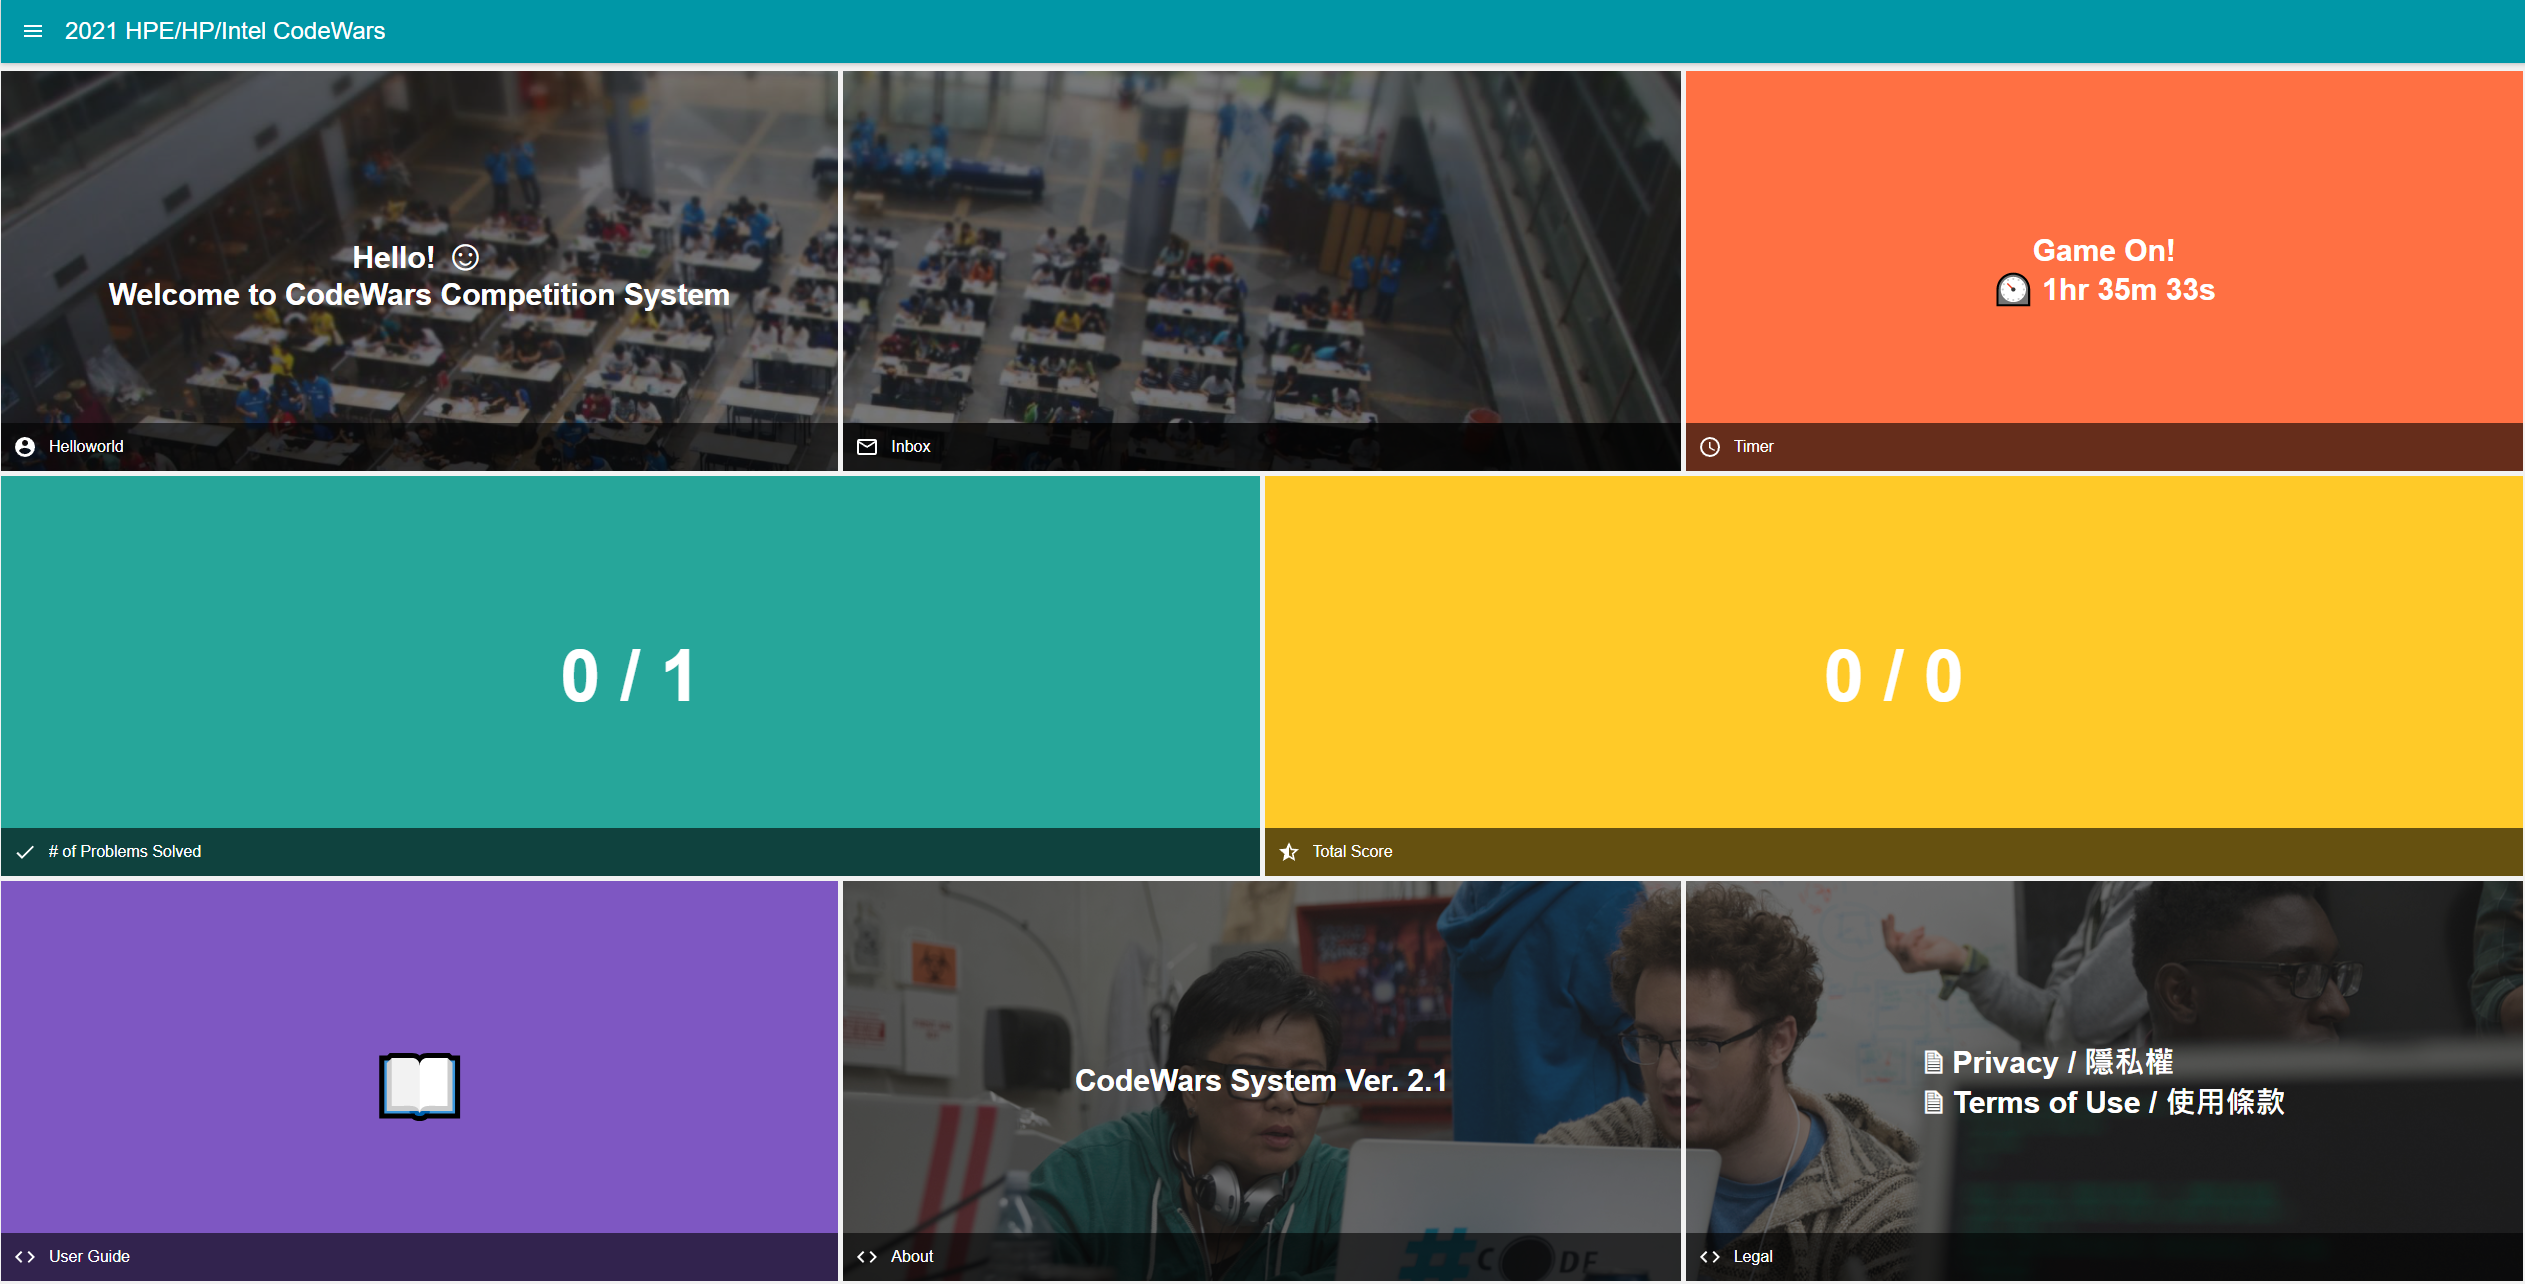 2021 HPE/HP/Intel CodeWars
Hello! ☺
Welcome to CodeWars Competition System
Helloworld
Inbox
Game On!
1hr 35m 33s
Timer
0 / 1
# of Problems Solved
0 / 0
Total Score
User Guide
CodeWars System Ver. 2.1
#CODE
About
Privacy / 隱私權
Terms of Use / 使用條款
Legal